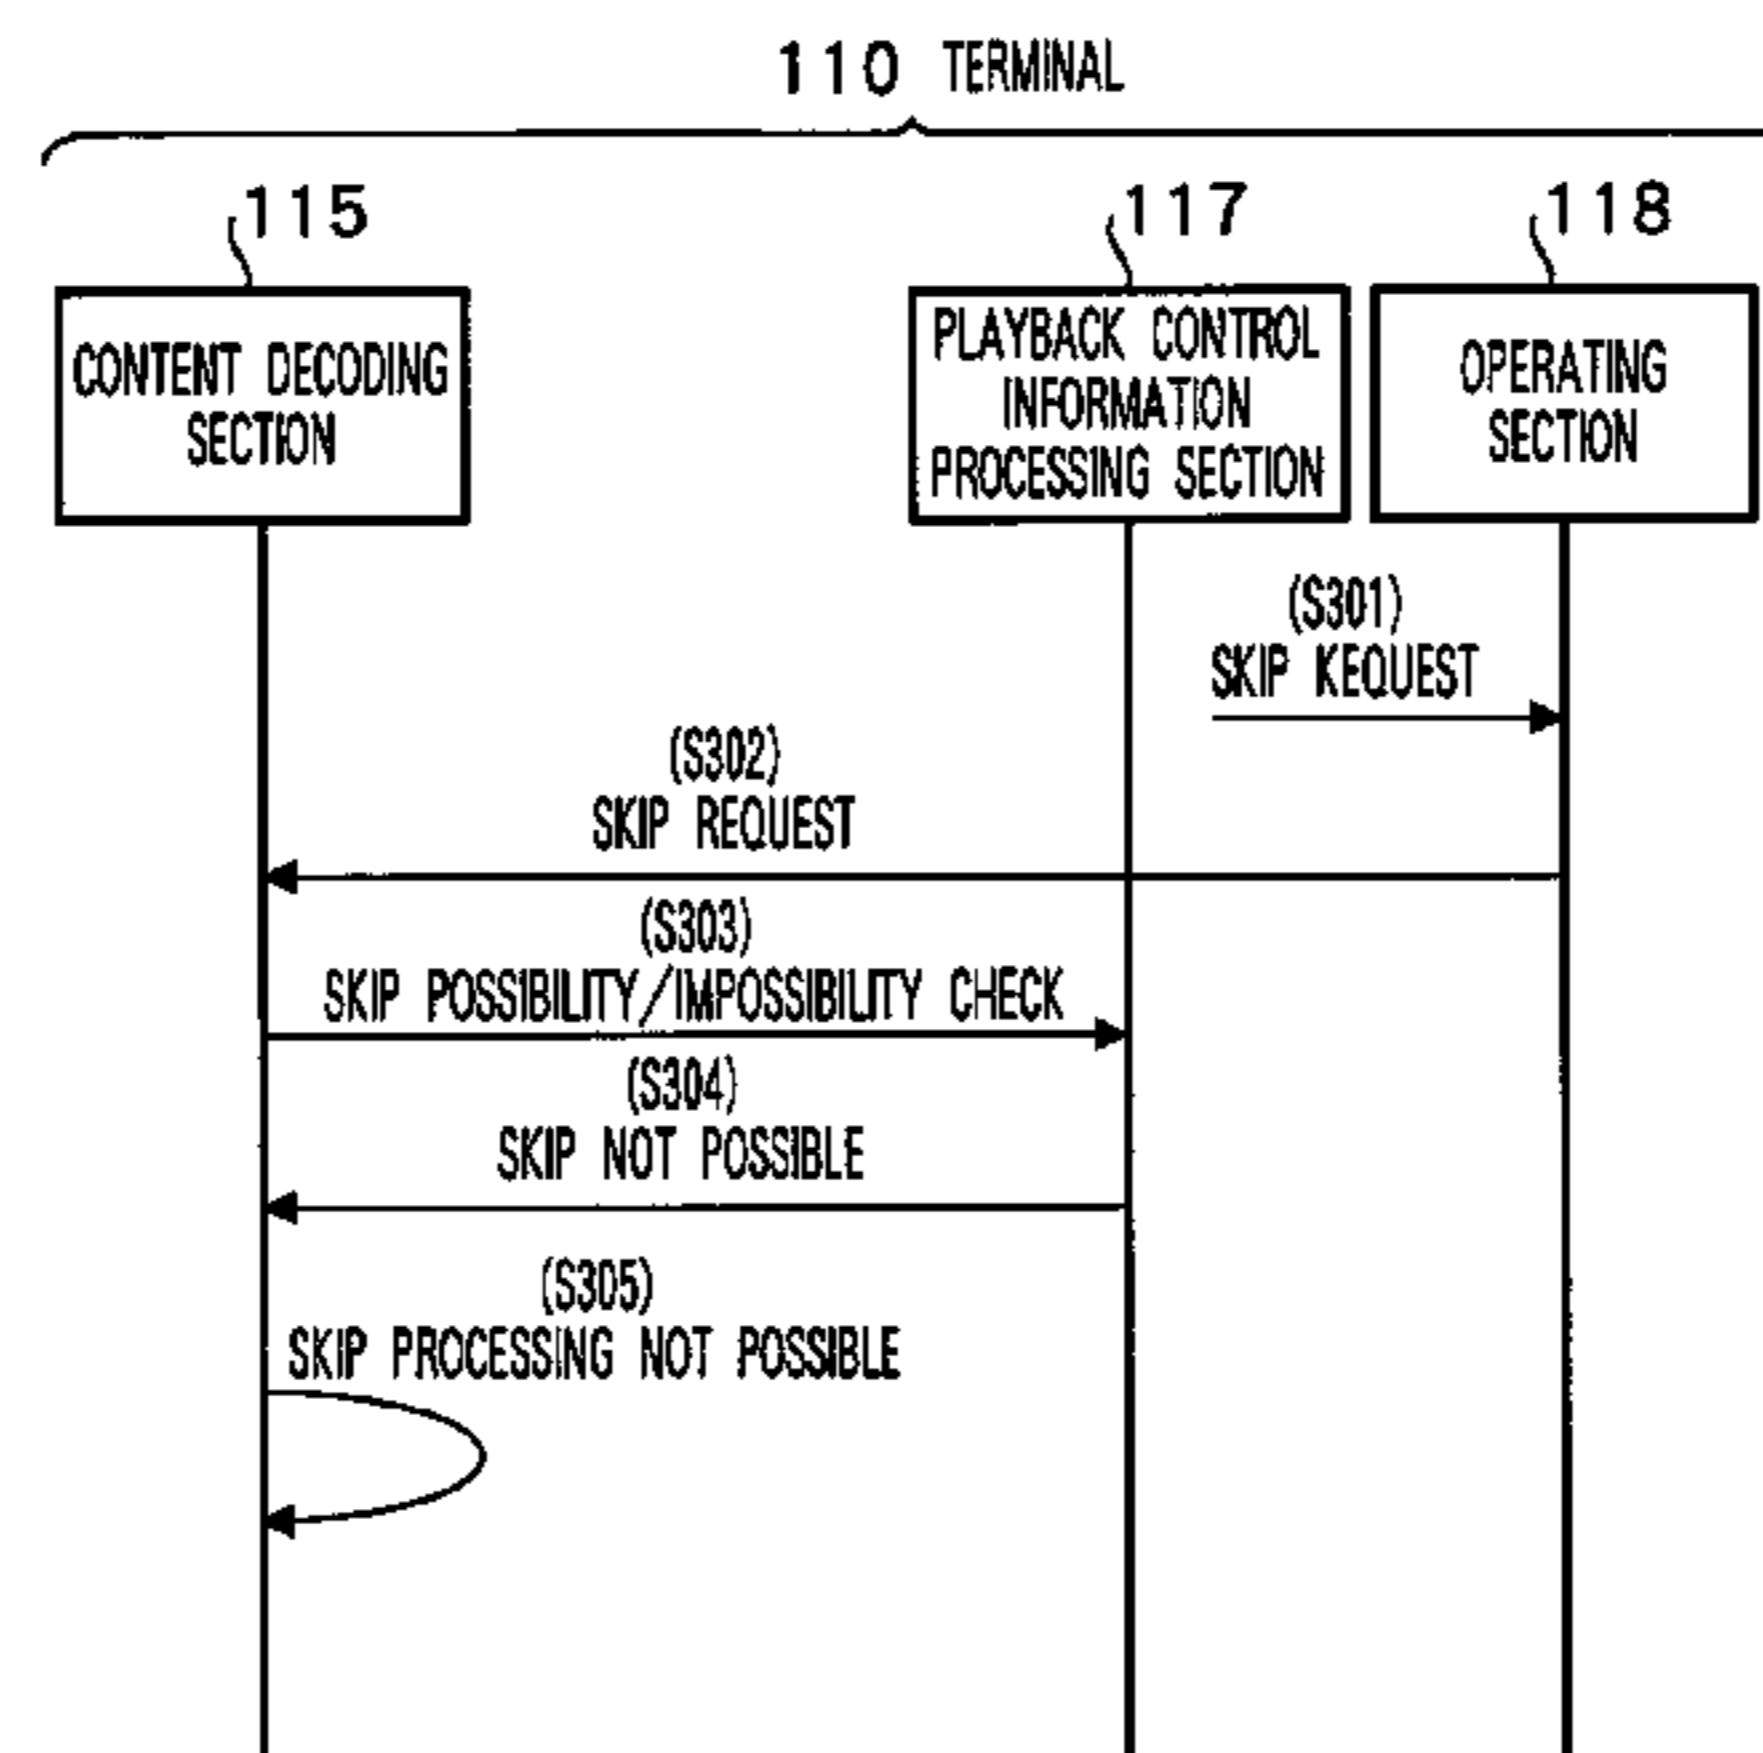 110 TERMINAL
115
117
118
CONTENT DECODING
SECTION
PLAYBACK CONTROL
INFORMATION
PROCESSING SECTION
OPERATING
SECTION
(S301)
SKIP KEQUEST
(S302)
SKIP REQUEST
(S303)
SKIP POSSIBILITY/IMPOSSIBILITY CHECK
(S304)
SKIP NOT POSSIBLE
(S305)
SKIP PROCESSING NOT POSSIBLE